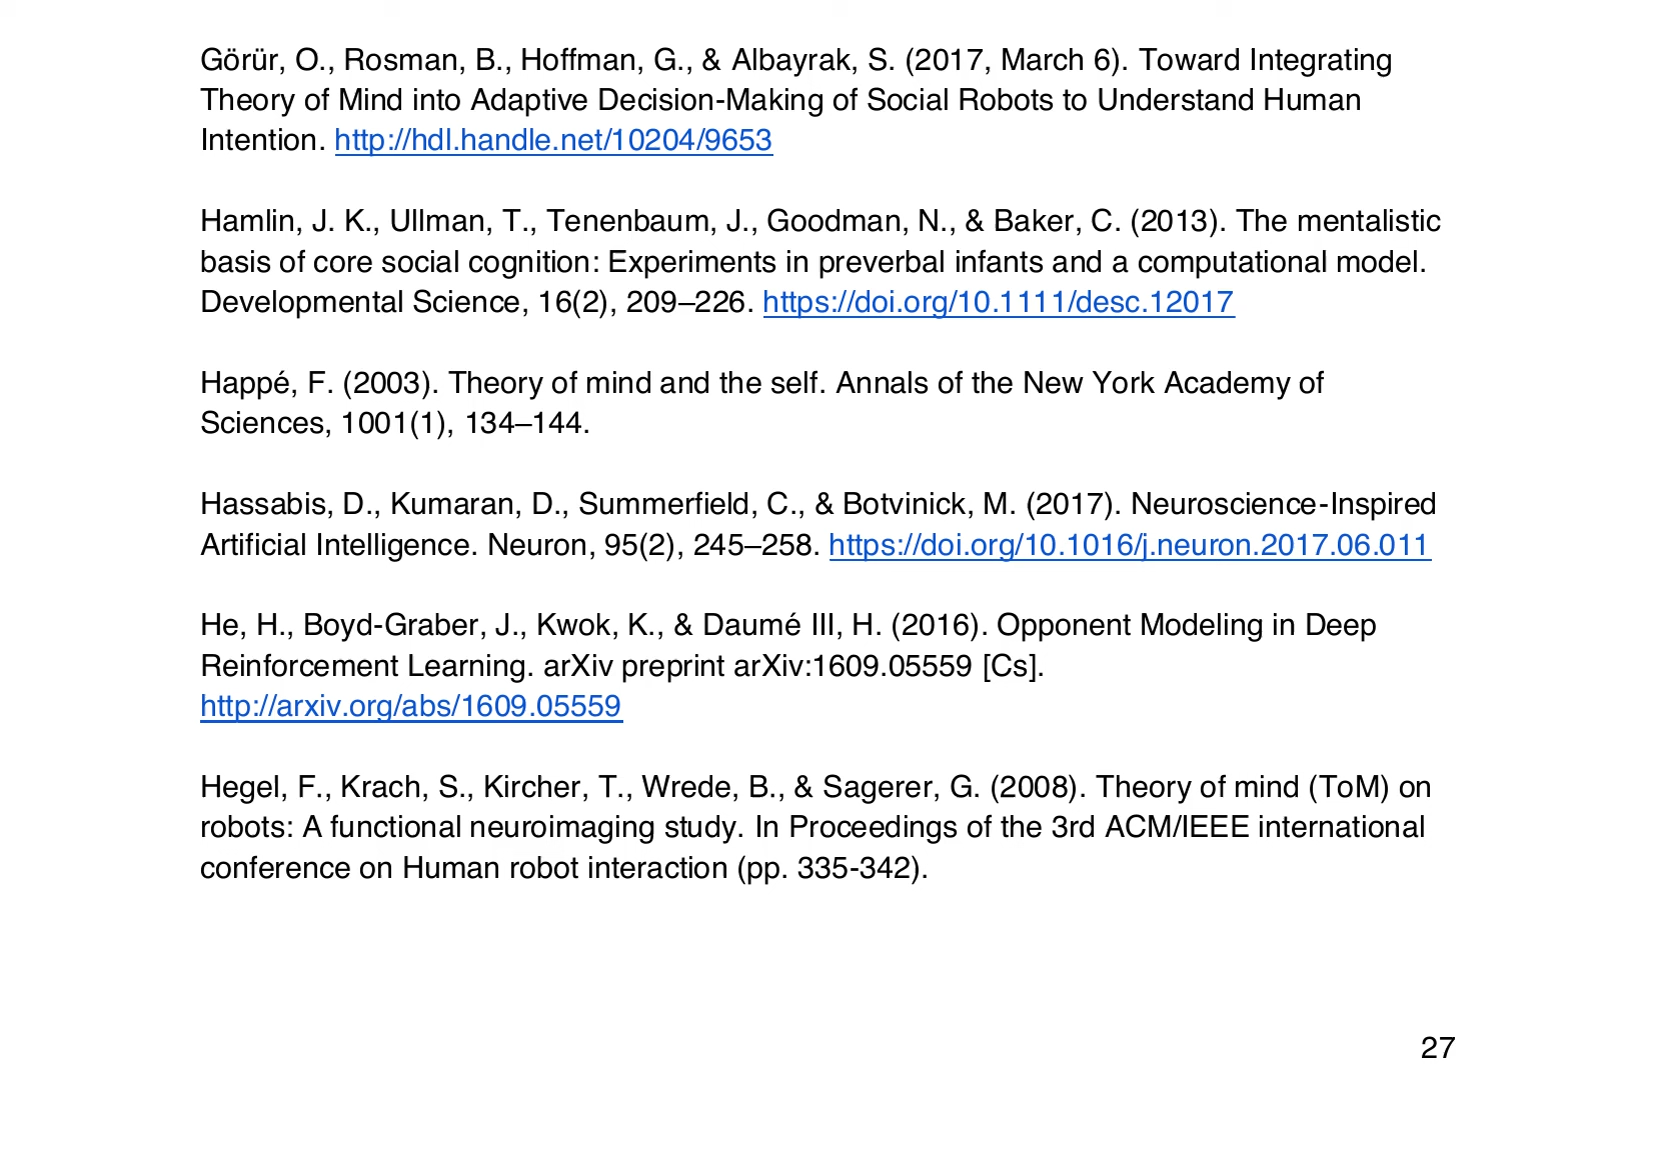 Görür, O., Rosman, B., Hoffman, G., & Albayrak, S. (2017, March 6). Toward Integrating
Theory of Mind into Adaptive Decision-Making of Social Robots to Understand Human
Intention. http://hdl.handle.net/10204/9653
Hamlin, J. K., Ullman, T., Tenenbaum, J., Goodman, N., & Baker, C. (2013). The mentalistic
basis of core social cognition: Experiments in preverbal infants and a computational model.
Developmental Science, 16(2), 209–226. https://doi.org/10.1111/desc.12017
Happé, F. (2003). Theory of mind and the self. Annals of the New York Academy of
Sciences, 1001(1), 134–144.
Hassabis, D., Kumaran, D., Summerfield, C., & Botvinick, M. (2017). Neuroscience-Inspired
Artificial Intelligence. Neuron, 95(2), 245–258. https://doi.org/10.1016/j.neuron.2017.06.011
He, H., Boyd-Graber, J., Kwok, K., & Daumé III, H. (2016). Opponent Modeling in Deep
Reinforcement Learning. arXiv preprint arXiv:1609.05559 [Cs].
http://arxiv.org/abs/1609.05559
Hegel, F., Krach, S., Kircher, T., Wrede, B., & Sagerer, G. (2008). Theory of mind (ToM) on
robots: A functional neuroimaging study. In Proceedings of the 3rd ACM/IEEE international
conference on Human robot interaction (pp. 335-342).
27